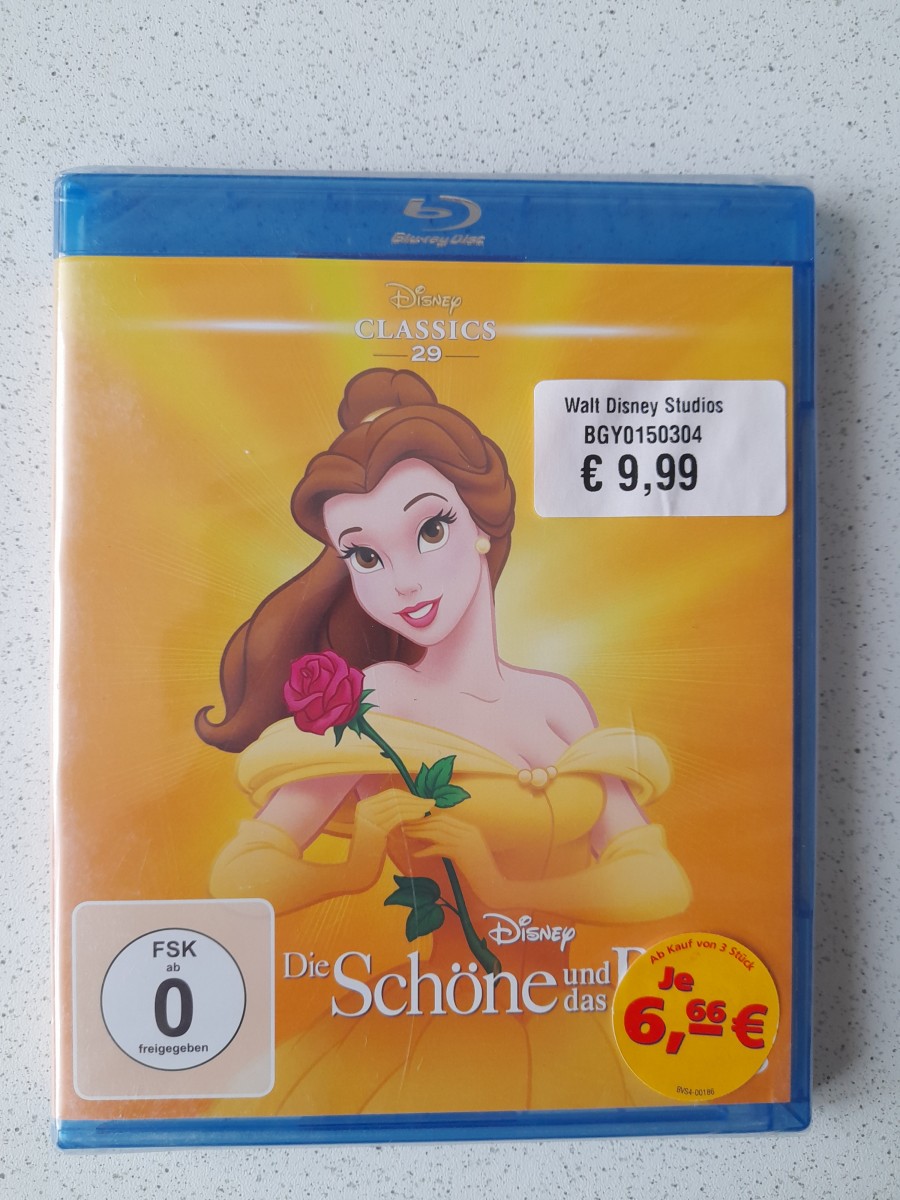 Blu-ray Disc
Disney
CLASSICS
29
Walt Disney Studios
BGY0150304
€ 9,99
FSK
ab
0
freigegeben
Disney
Die Schöne und
das
Ab Kauf von 3 Stück
Je
6,66 €
BVS4-00186